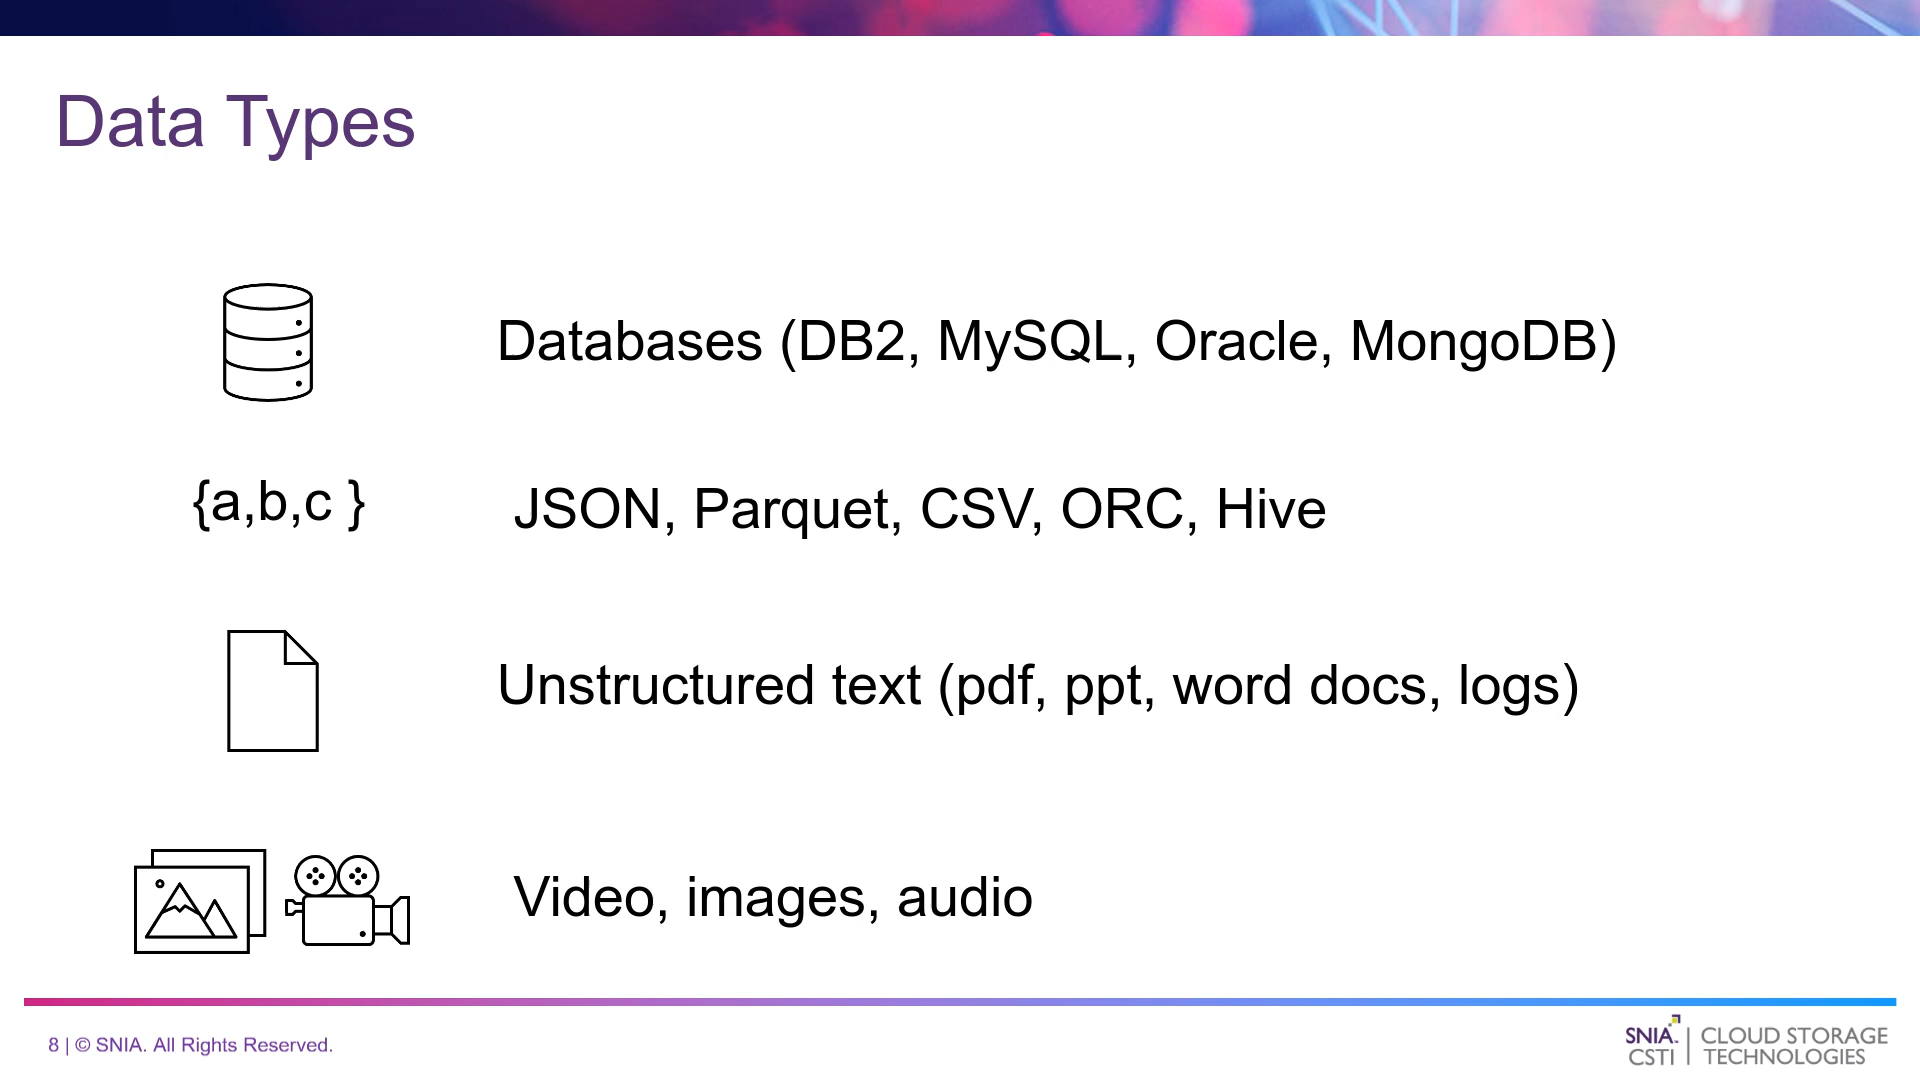 Data Types
Databases (DB2, MySQL, Oracle, MongoDB)
{a,b,c }
JSON, Parquet, CSV, ORC, Hive
Unstructured text (pdf, ppt, word docs, logs)
Video, images, audio
8 | © SNIA. All Rights Reserved.
SNIA. | CLOUD STORAGE
CSTI | TECHNOLOGIES